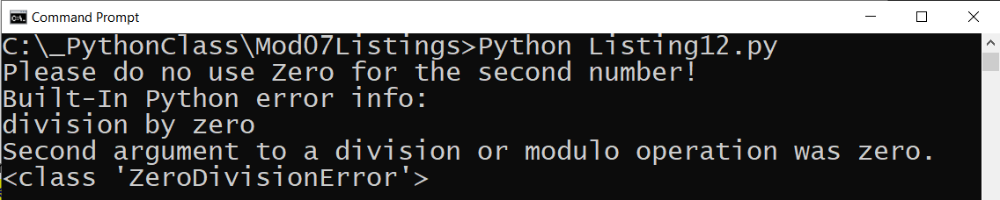 Command Prompt
C:\_PythonClass\Mod07Listings>Python Listing12.py
Please do no use Zero for the second number!
Built-In Python error info:
division by zero
Second argument to a division or modulo operation was zero.
<class 'ZeroDivisionError'>